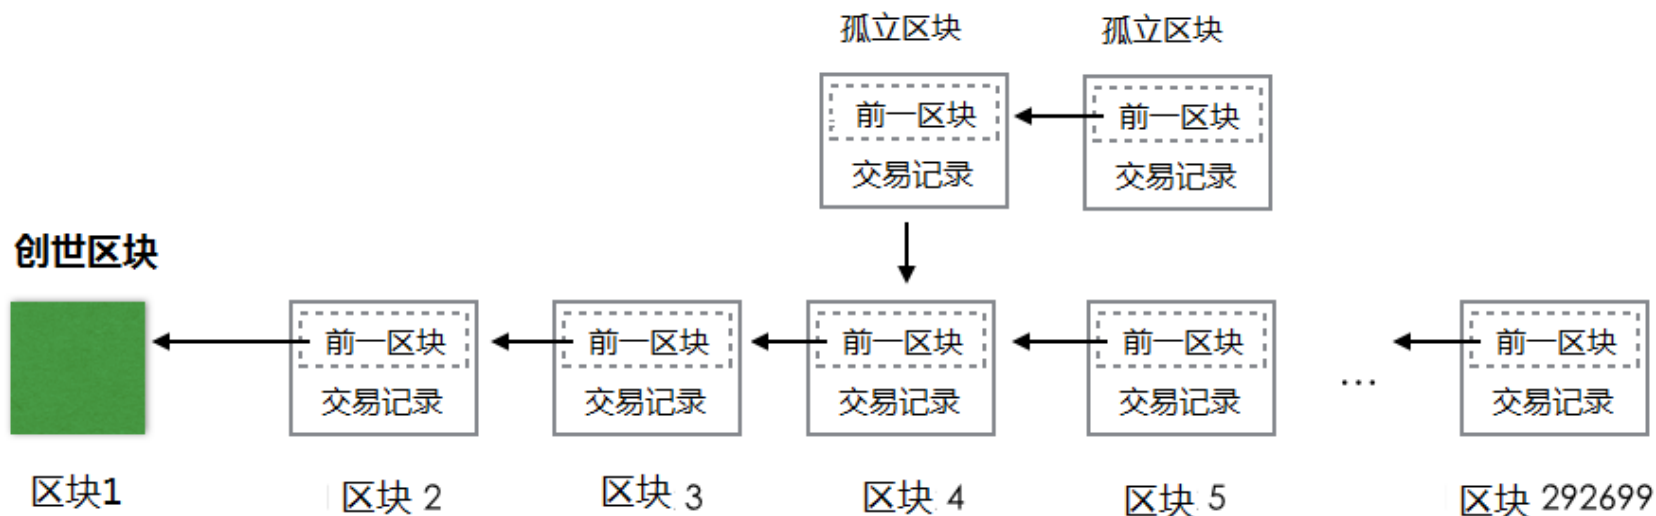 孤立区块 孤立区块
前一区块 前一区块
交易记录 交易记录
创世区块
前一区块 前一区块 前一区块 前一区块 前一区块
交易记录 交易记录 交易记录 交易记录 ... 交易记录
区块1 区块 2 区块 3 区块 4 区块 5 区块 292699